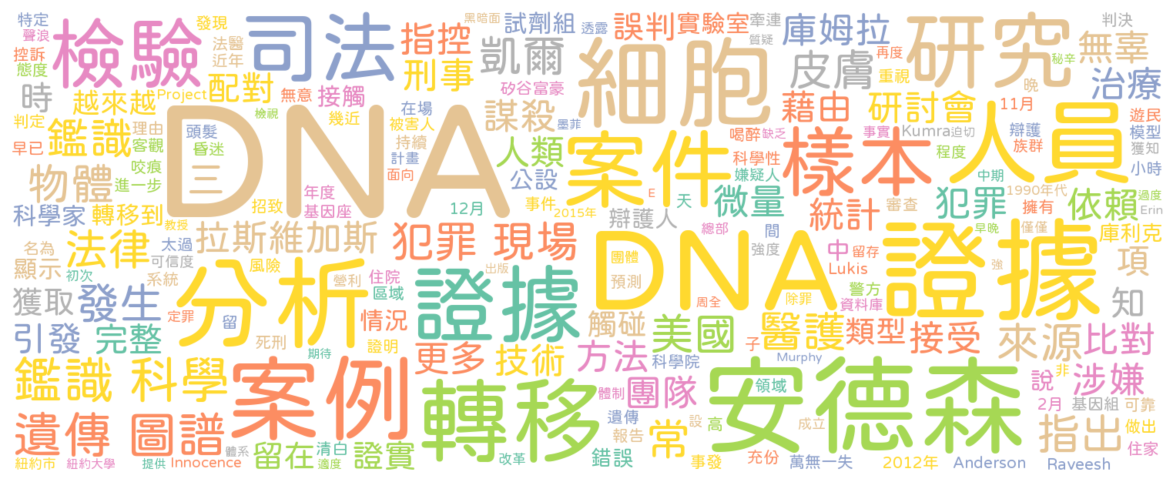 特定 發現 司法 指控 試劑組 黑暗面 透露 誤判 實驗室 牽連 質疑 庫姆拉 研究 無辜 判決
聲浪 檢驗 法醫 近年 刑事 凱爾 細胞 皮膚 再度 重視 秘辛 晚
控訴 態度 越來越 Project 配對 無意 接觸 矽谷富豪 治療
時 判定 鑑識 理由 客觀 檢視 幾近 在場 謀殺 墨菲 藉由 研討會 11月 遊民
早已 咬痕 頭髮 昏迷 DNA 被害人 持續 計畫 面向 人類 案件 喝醉 缺乏 事實 樣本 Kumra 迫切 人員 辯護 模型 獲知
物體 進一步 三 公設 科學性 嫌疑人 程度 族群 小時
科學家 轉移到 招致 年度 基因座 12月 事件 E 天 微量 統計 審查 犯罪 中期 1990年代 擁有 依賴 過度 Erin
名為 法律 太過 教授 拉斯維加斯 犯罪 現場 2015年 辯護人 總部 間 中 留存 早晚 庫利克
顯示 可信度 系統 風險 營利 住院 出版 團體 預測 DNA 強度 Lukis 警方 證據 僅僅 強 項
獲取 發生 初次 分析 區域 證據 周全 除罪 資料庫 知
引發 完整 定罪 留 死刑 情況 證明 觸碰 美國 子 醫護 類型 接受 來源 比對
鑑識 科學 案例 期待 更多 技術 方法 科學院 Murphy 說 非 涉嫌
轉移 體制 團隊 安德森 領域 2月 基因組 可靠
遺傳 圖譜 體系 留在 清白 適度 證實 遺傳 報告 常 設 高 成立 指出 做出
紐約市 紐約大學 提供 Innocence 改革 錯誤 事發 充份 萬無一失 2012年 Anderson Raveesh 住家